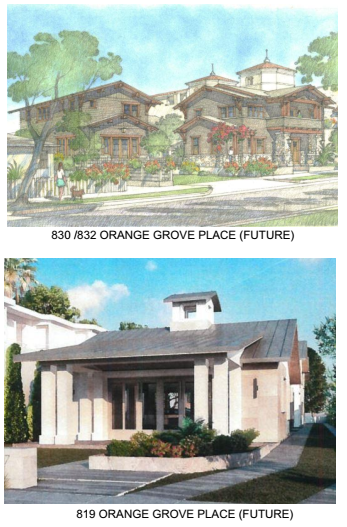 830 /832 ORANGE GROVE PLACE (FUTURE)
819 ORANGE GROVE PLACE (FUTURE)